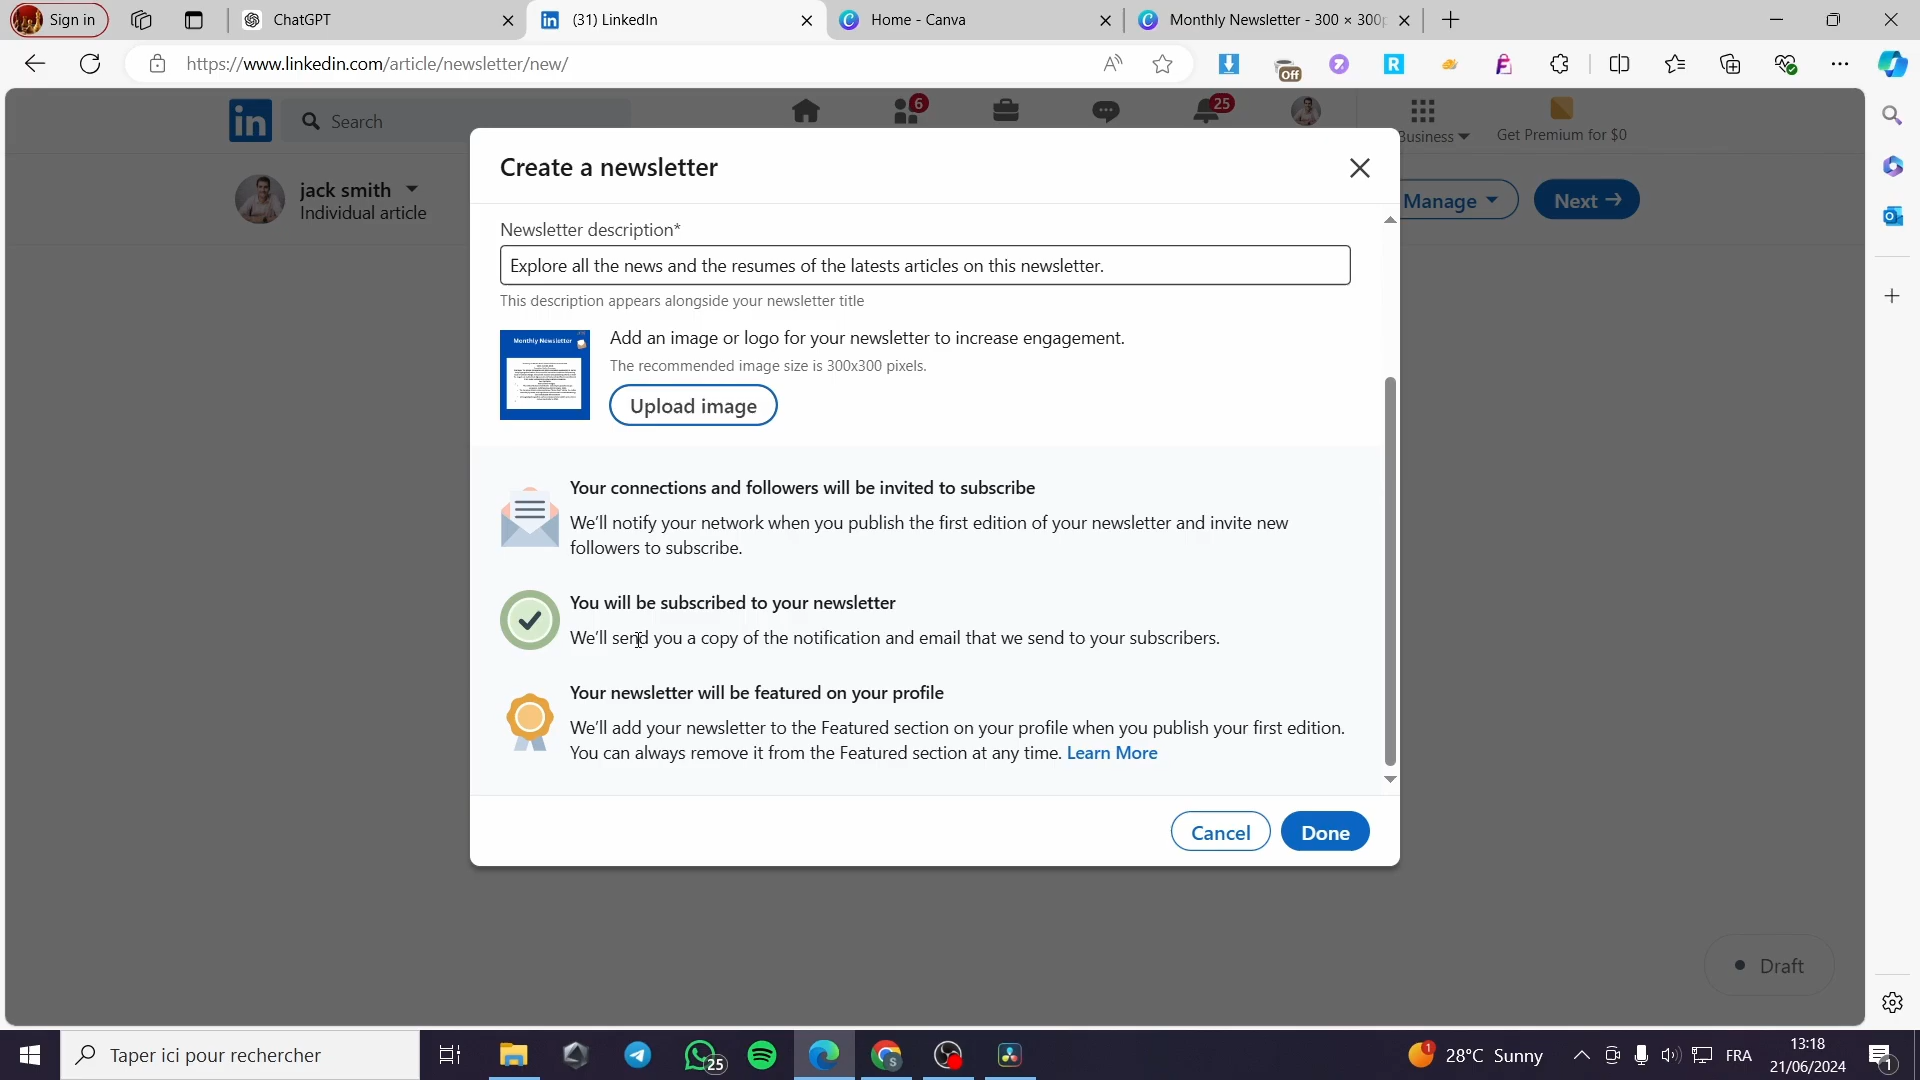 Sign in
ChatGPT
(31) LinkedIn
Home - Canva
Monthly Newsletter - 300 × 300p
https://www.linkedin.com/article/newsletter/new/
Off
Search
6
25
Business
Get Premium for $0
jack smith
Individual article
Manage
Next
Create a newsletter
Newsletter description*
Explore all the news and the resumes of the latests articles on this newsletter.
This description appears alongside your newsletter title
Monthly Newsletter
Add an image or logo for your newsletter to increase engagement.
The recommended image size is 300x300 pixels.
Upload image
Your connections and followers will be invited to subscribe
We'll notify your network when you publish the first edition of your newsletter and invite new
followers to subscribe.
You will be subscribed to your newsletter
We'll send you a copy of the notification and email that we send to your subscribers.
Your newsletter will be featured on your profile
We'll add your newsletter to the Featured section on your profile when you publish your first edition.
You can always remove it from the Featured section at any time. Learn More
Cancel
Done
Draft
Taper ici pour rechercher
25
28°C Sunny
FRA
13:18
21/06/2024
1